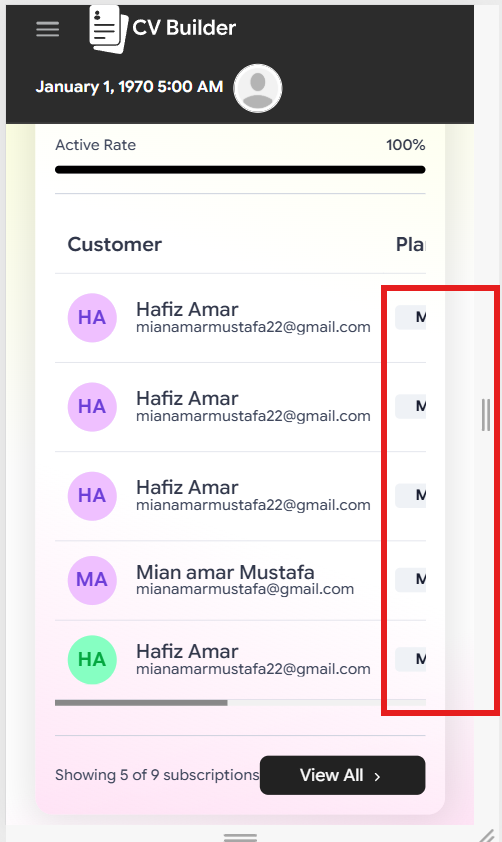 CV Builder
January 1, 1970 5:00 AM
Active Rate 100%
Customer
HA Hafiz Amar M
mianamarmustafa22@gmail.com
HA Hafiz Amar M
mianamarmustafa22@gmail.com
HA Hafiz Amar M
mianamarmustafa22@gmail.com
MA Mian amar Mustafa M
mianamarmustafa@gmail.com
HA Hafiz Amar M
mianamarmustafa22@gmail.com
Showing 5 of 9 subscriptions View All ›